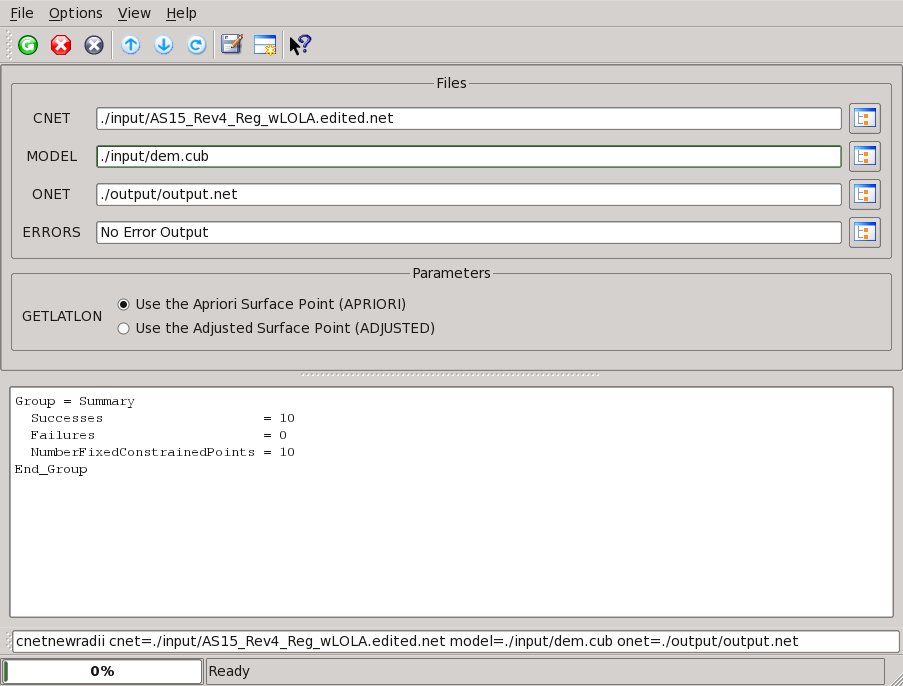 File Options View Help
Files
CNET ./input/AS15_Rev4_Reg_wLOLA.edited.net
MODEL ./input/dem.cub
ONET ./output/output.net
ERRORS No Error Output
Parameters
GETLATLON
Use the Apriori Surface Point (APRIORI)
Use the Adjusted Surface Point (ADJUSTED)
Group = Summary
Successes = 10
Failures = 0
NumberFixedConstrainedPoints = 10
End_Group
cnetnewradii cnet=./input/AS15_Rev4_Reg_wLOLA.edited.net model=./input/dem.cub onet=./output/output.net
0% Ready